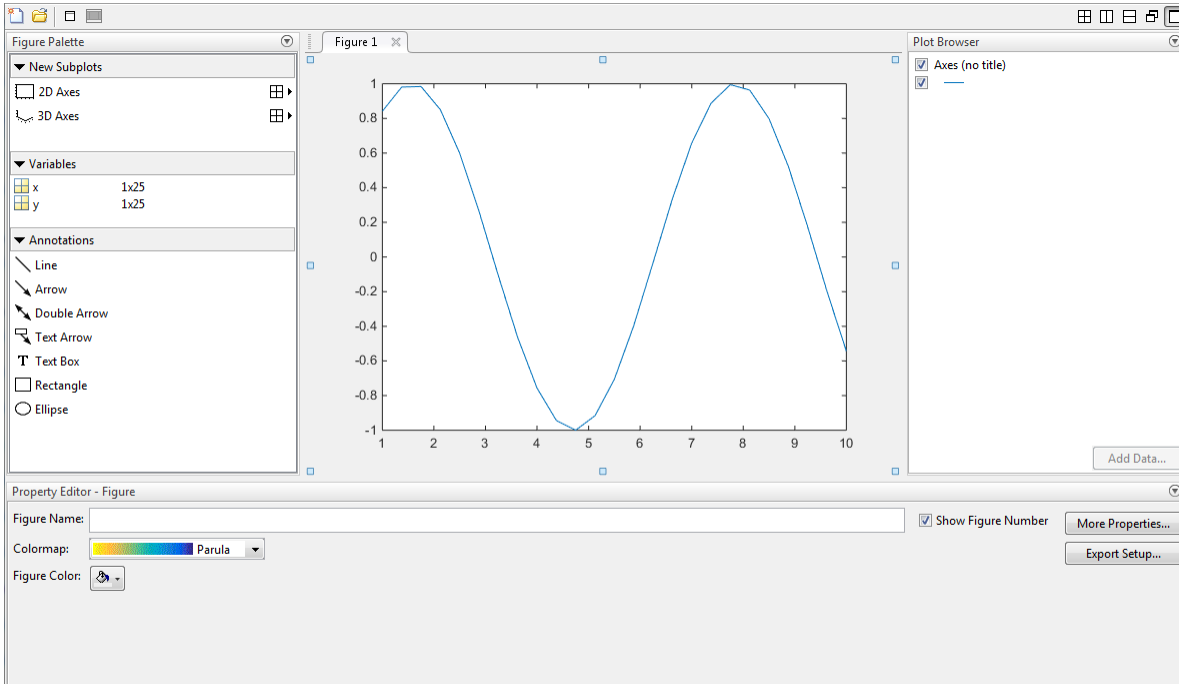 Figure Palette
New Subplots
2D Axes
3D Axes
Variables
x 1x25
y 1x25
Annotations
Line
Arrow
Double Arrow
Text Arrow
T Text Box
Rectangle
Ellipse
Figure 1
1
0.8
0.6
0.4
0.2
0
-0.2
-0.4
-0.6
-0.8
-1
1 2 3 4 5 6 7 8 9 10
Plot Browser
Axes (no title)
Add Data...
Property Editor - Figure
Figure Name:
Show Figure Number
More Properties...
Colormap: Parula
Export Setup...
Figure Color: